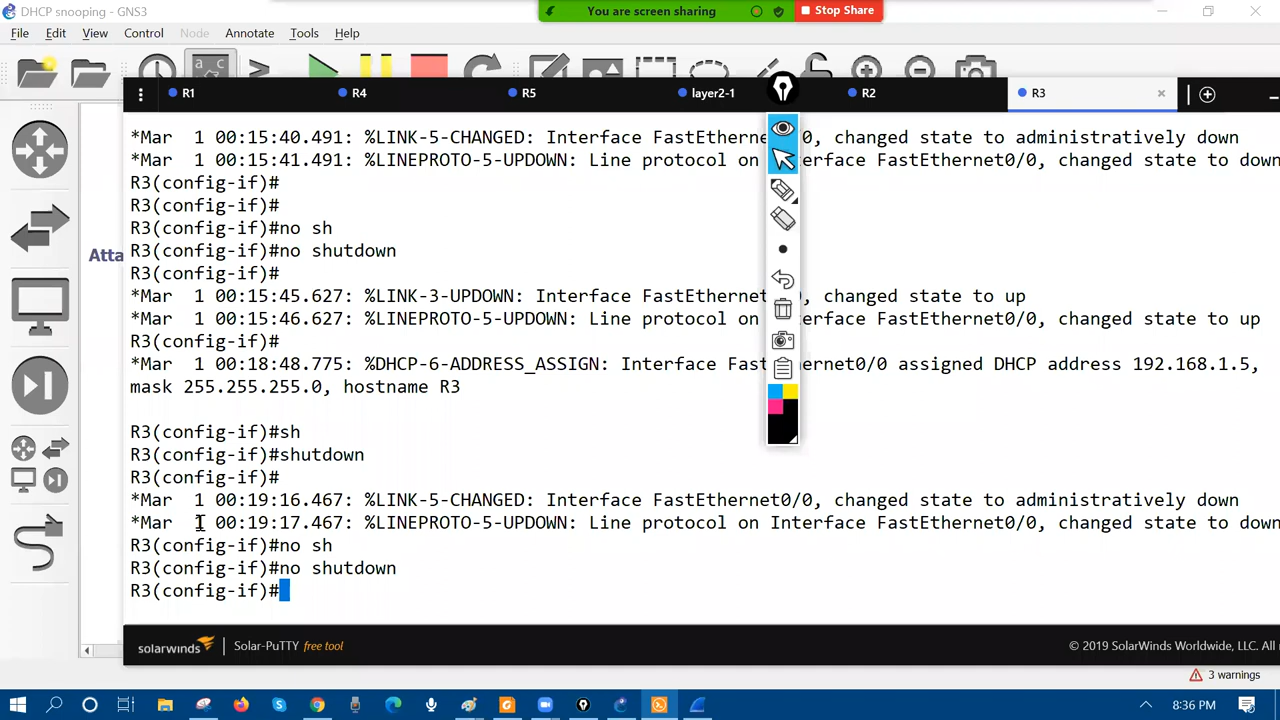 DHCP snooping - GNS3
You are screen sharing
Stop Share
File Edit View Control Node Annotate Tools Help
a c
R1 R4 R5 layer2-1 R2 R3
Atta
*Mar  1 00:15:40.491: %LINK-5-CHANGED: Interface FastEthernet 0, changed state to administratively down
*Mar  1 00:15:41.491: %LINEPROTO-5-UPDOWN: Line protocol on terface FastEthernet0/0, changed state to down
R3(config-if)#
R3(config-if)#
R3(config-if)#no sh
R3(config-if)#no shutdown
R3(config-if)#
*Mar  1 00:15:45.627: %LINK-3-UPDOWN: Interface FastEthernet 0, changed state to up
*Mar  1 00:15:46.627: %LINEPROTO-5-UPDOWN: Line protocol on terface FastEthernet0/0, changed state to up
R3(config-if)#
*Mar  1 00:18:48.775: %DHCP-6-ADDRESS_ASSIGN: Interface Fas ernet0/0 assigned DHCP address 192.168.1.5,
mask 255.255.255.0, hostname R3
R3(config-if)#sh
R3(config-if)#shutdown
R3(config-if)#
*Mar  1 00:19:16.467: %LINK-5-CHANGED: Interface FastEthernet0/0, changed state to administratively down
*Mar  1 00:19:17.467: %LINEPROTO-5-UPDOWN: Line protocol on Interface FastEthernet0/0, changed state to down
R3(config-if)#no sh
R3(config-if)#no shutdown
R3(config-if)#
solarwinds Solar-PuTTY free tool © 2019 SolarWinds Worldwide, LLC. All
3 warnings
8:36 PM